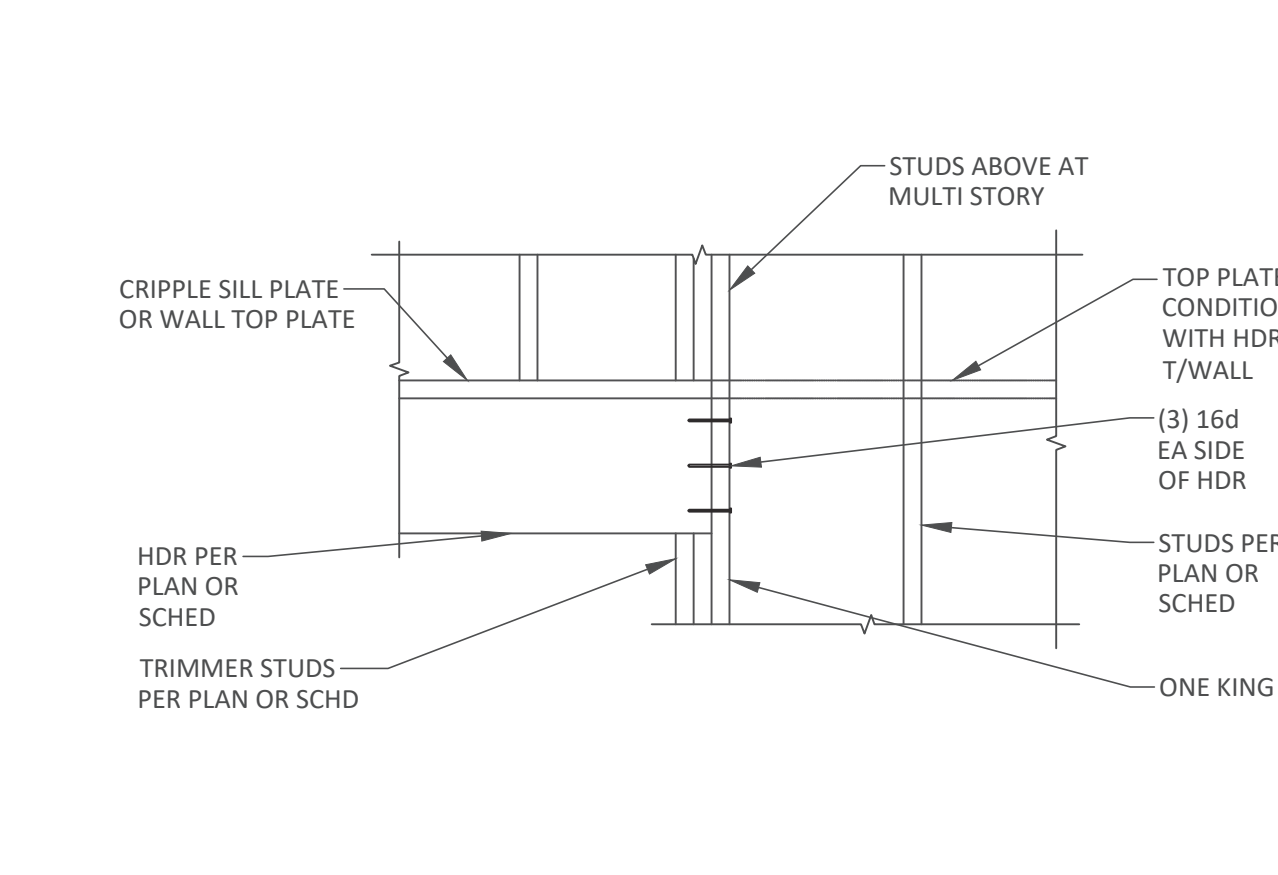 STUDS ABOVE AT
MULTI STORY
CRIPPLE SILL PLATE
OR WALL TOP PLATE
TOP PLATE
CONDITIO
WITH HDR
T/WALL
(3) 16d
EA SIDE
OF HDR
HDR PER
PLAN OR
SCHED
STUDS PER
PLAN OR
SCHED
TRIMMER STUDS
PER PLAN OR SCHD
ONE KING